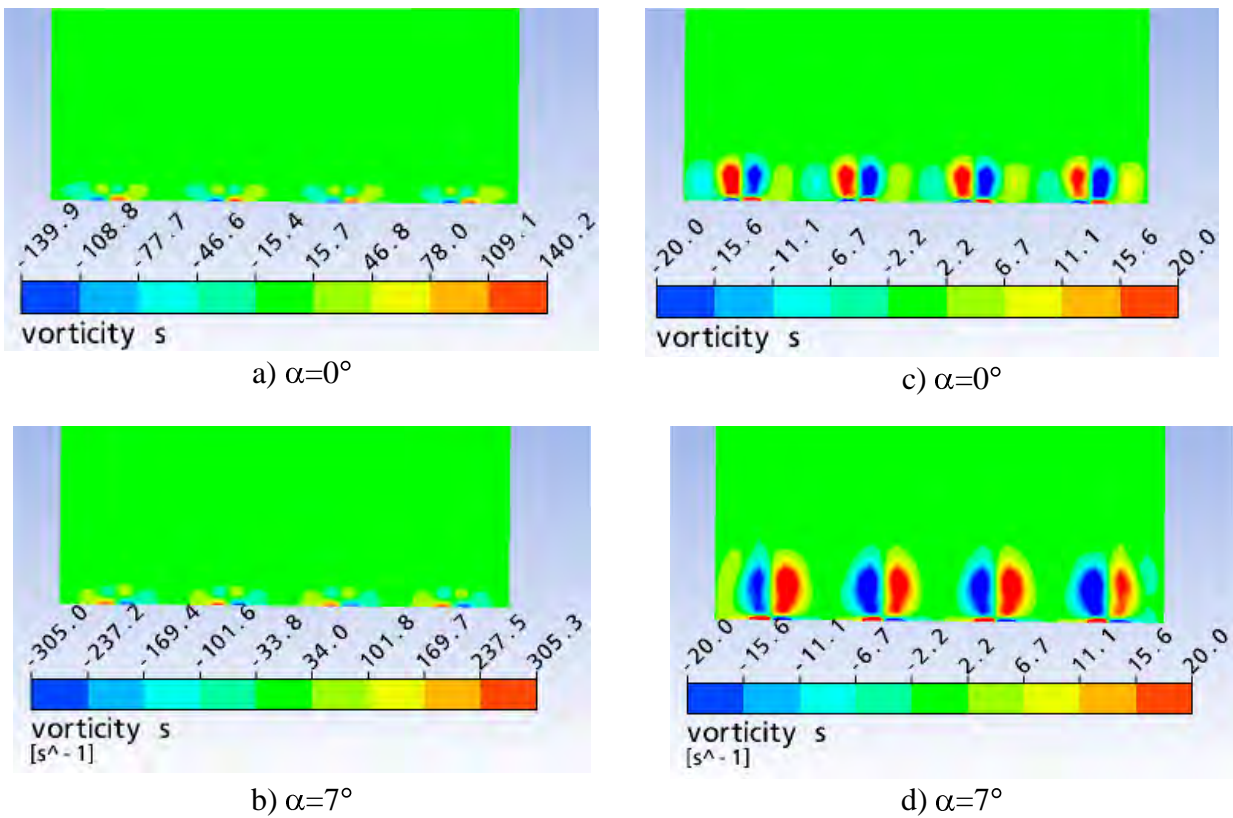 -139.9 -108.8 -77.7 -46.6 -15.4 15.7 46.8 78.0 109.1 140.2
vorticity s
a) α=0°
-20.0 -15.6 -11.1 -6.7 -2.2 2.2 6.7 11.1 15.6 20.0
vorticity s
c) α=0°
-305.0 -237.2 -169.4 -101.6 -33.8 34.0 101.8 169.7 237.5 305.3
vorticity s
[s^-1]
b) α=7°
-20.0 -15.6 -11.1 -6.7 -2.2 2.2 6.7 11.1 15.6 20.0
vorticity s
[s^-1]
d) α=7°